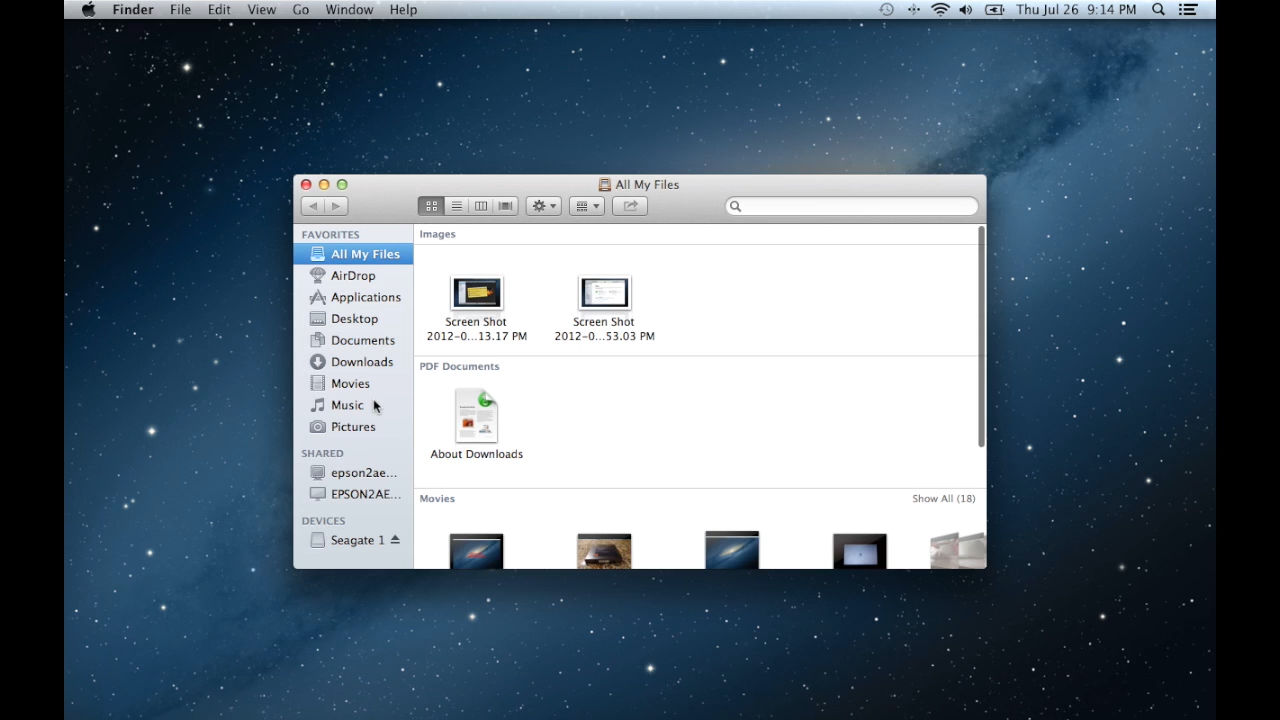 Finder File Edit View Go Window Help Thu Jul 26 9:14 PM
All My Files
FAVORITES
All My Files
AirDrop
Applications
Desktop
Documents
Downloads
Movies
Music
Pictures
SHARED
epson2ae...
EPSON2AE...
DEVICES
Seagate 1
Images
Screen Shot
2012-0...13.17 PM
Screen Shot
2012-0...53.03 PM
PDF Documents
About Downloads
Movies Show All (18)